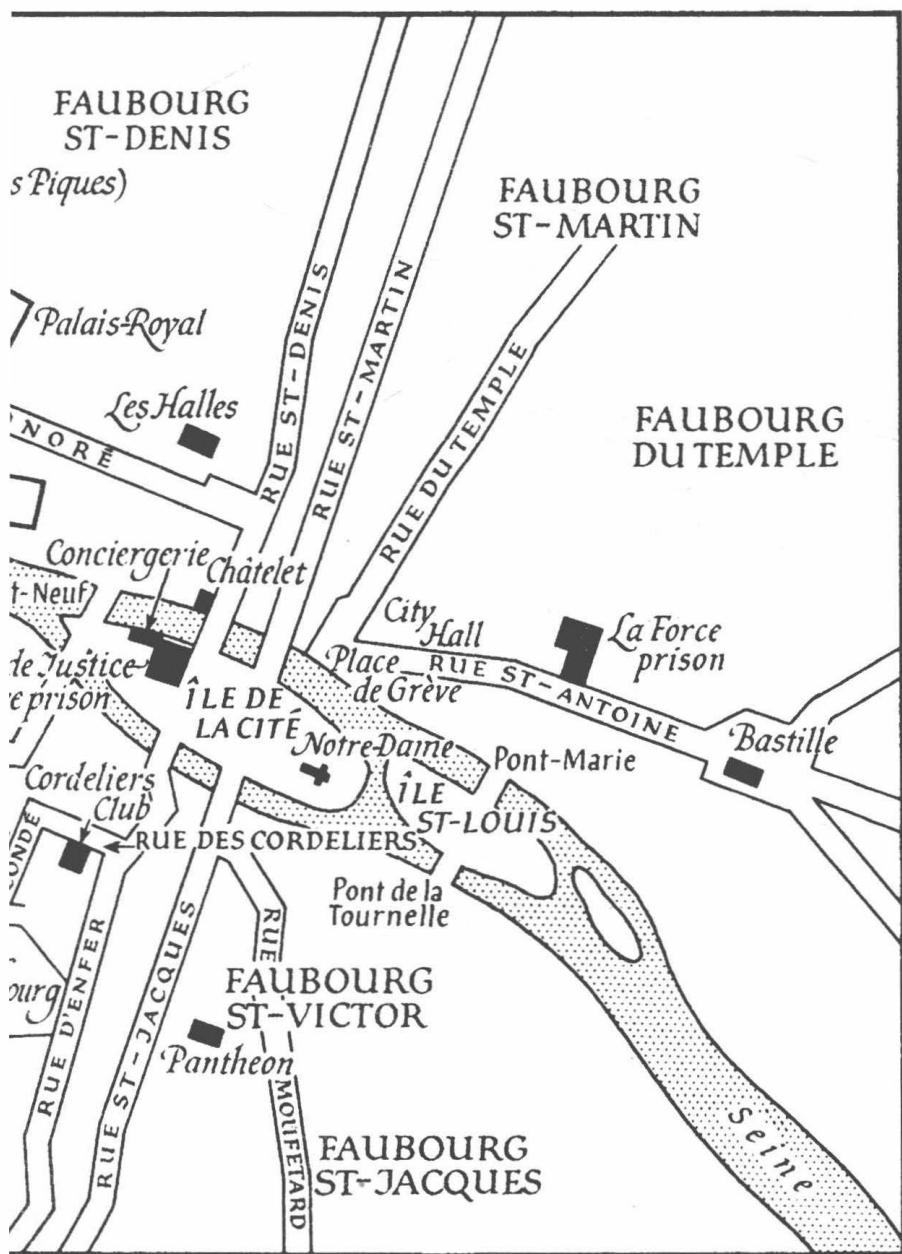 FAUBOURG
ST-DENIS
s Piques)
FAUBOURG
ST-MARTIN
Palais-Royal
Les Halles
RUE ST-DENIS
RUE ST-MARTIN
RUE DU TEMPLE
FAUBOURG
DU TEMPLE
NORÉ
Conciergerie
Châtelet
t-Neuf
City
Hall
La Force
prison
Place
de Grève
RUE ST-ANTOINE
de Justice
e prison
ÎLE DE
LA CITÉ
Notre-Dame
Pont-Marie
Bastille
Cordeliers
Club
ÎLE
ST-LOUIS
RUE DES CORDELIERS
CONDÉ
Pont de la
Tournelle
RUE MOUFETARD
FAUBOURG
ST-VICTOR
ourg
RUE D'ENFER
RUE ST-JACQUES
Pantheon
FAUBOURG
ST-JACQUES
Seine